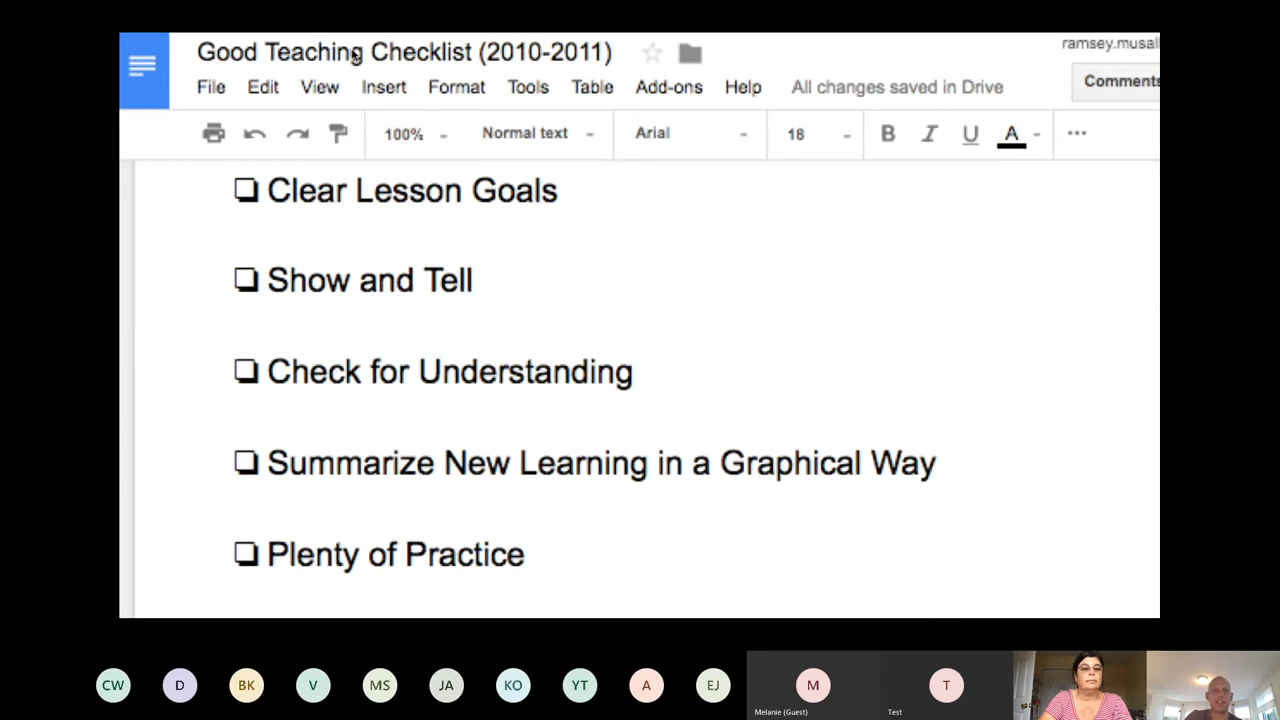 Good Teaching Checklist (2010-2011)
ramsey.musal
File Edit View Insert Format Tools Table Add-ons Help All changes saved in Drive
Comments
100% Normal text Arial 18 B I U A
Clear Lesson Goals
Show and Tell
Check for Understanding
Summarize New Learning in a Graphical Way
Plenty of Practice
CW D BK V MS JA KO YT A EJ M T
Melanie (Guest) Test